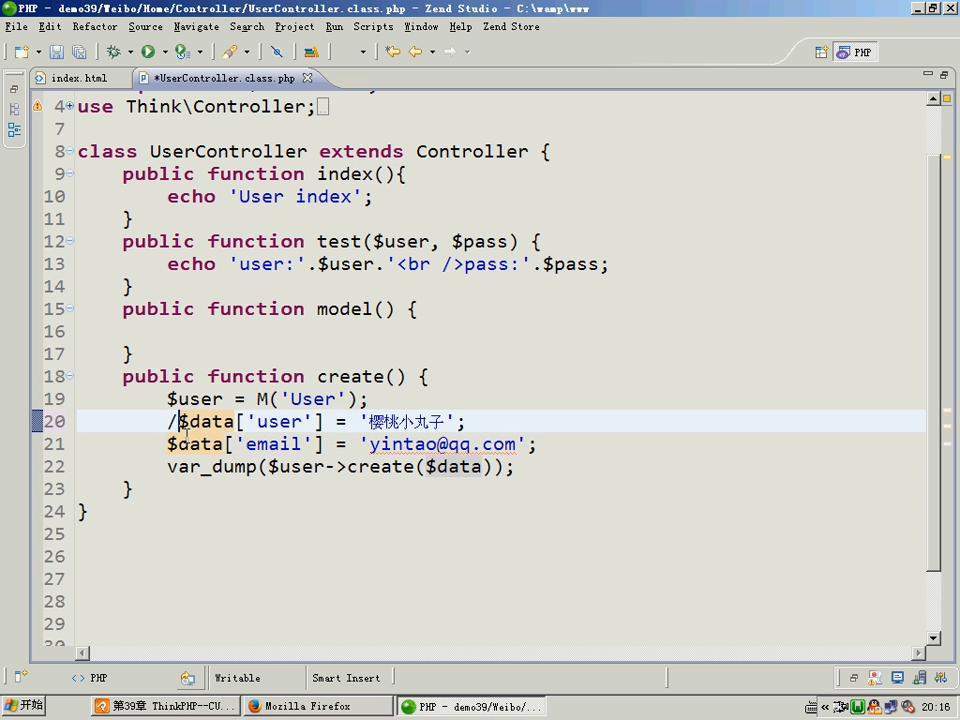 PHP - demo39/Weibo/Home/Controller/UserController.class.php - Zend Studio - C:\wamp\www
File Edit Refactor Source Navigate Search Project Run Scripts Window Help Zend Store
PHP
index.html *UserController.class.php
4 use Think\Controller;
7
8 class UserController extends Controller {
9 public function index(){
10 echo 'User index';
11 }
12 public function test($user, $pass) {
13 echo 'user:'.$user.'<br />pass:'.$pass;
14 }
15 public function model() {
16
17 }
18 public function create() {
19 $user = M('User');
20 /$data['user'] = '樱桃小丸子';
21 $data['email'] = 'yintao@qq.com';
22 var_dump($user->create($data));
23 }
24 }
25
26
27
28
29
PHP Writable Smart Insert
开始 第39章 ThinkPHP--CU... Mozilla Firefox PHP - demo39/Weibo/... 20:16